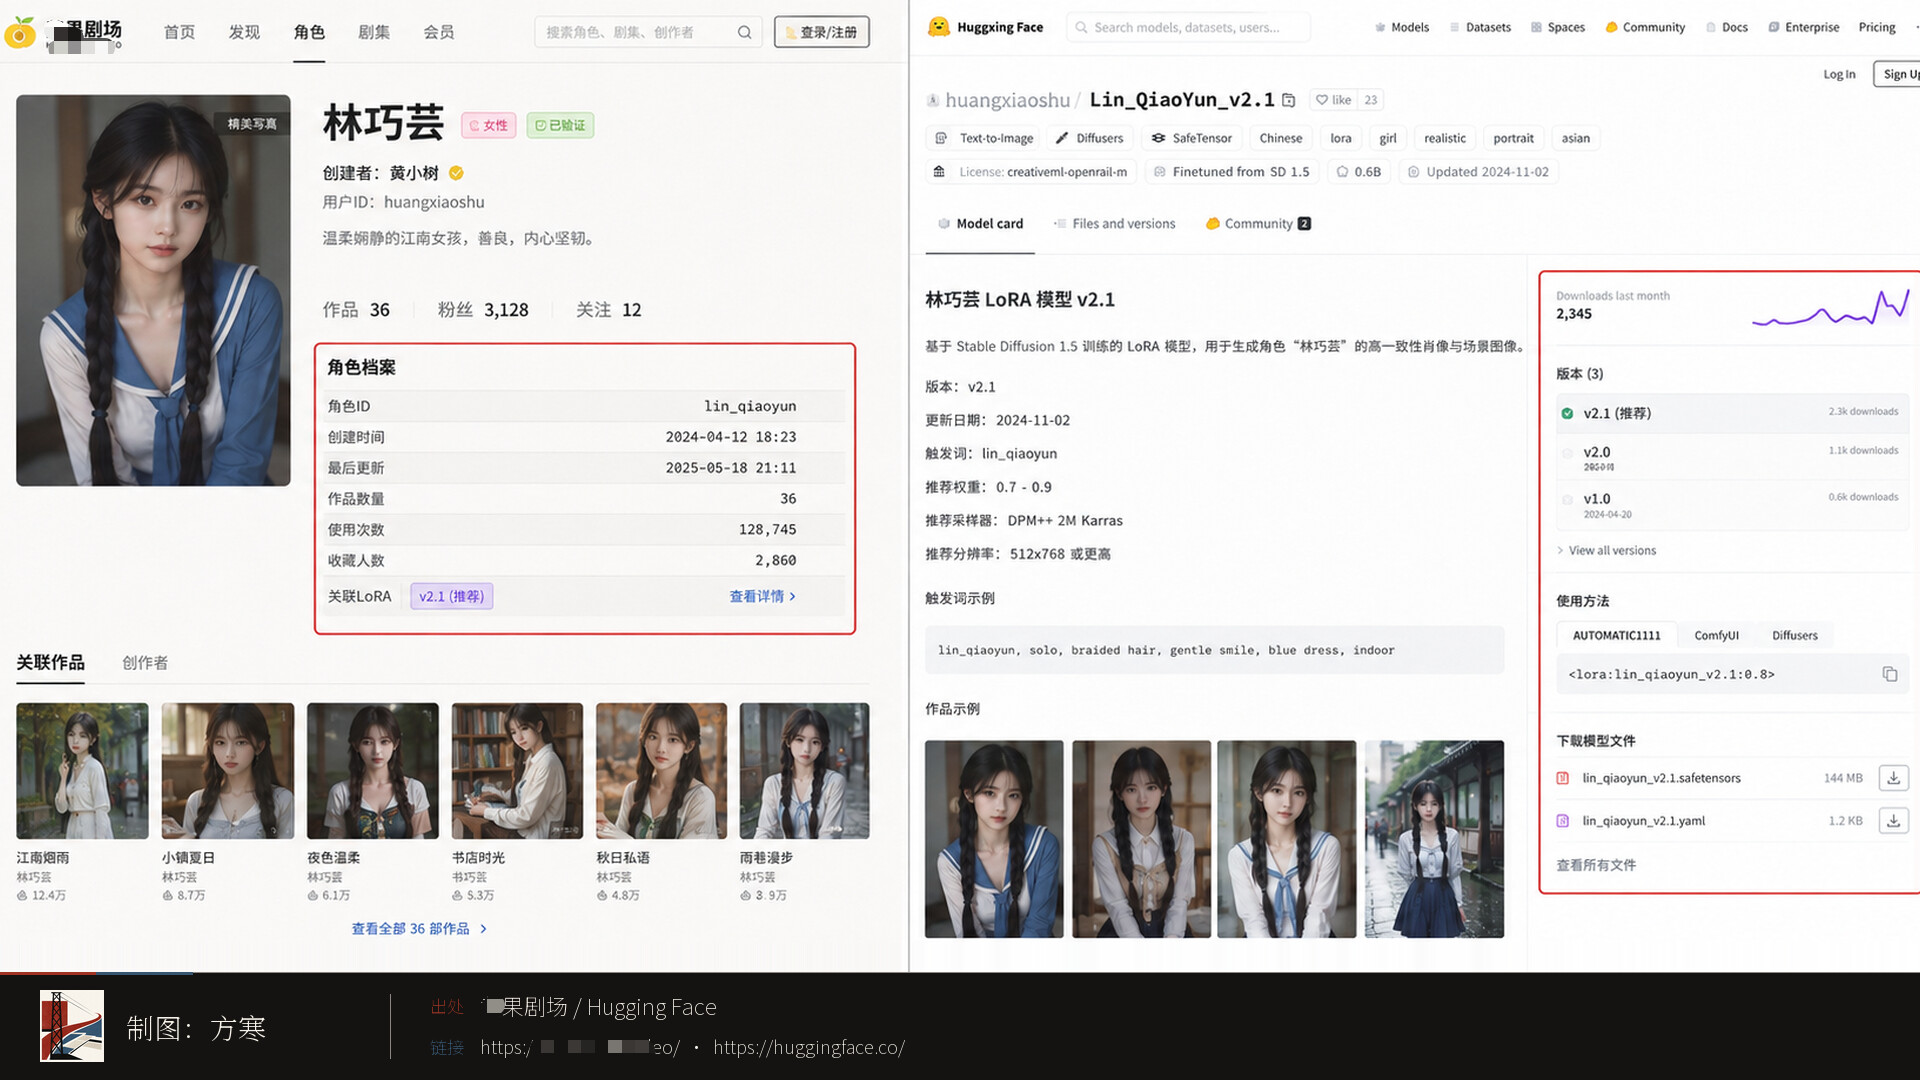 剧场
首页
发现
角色
剧集
会员
搜索角色、剧集、创作者
登录/注册
精美写真
林巧芸
女性
已验证
创建者：黄小树
用户ID：huangxiaoshu
温柔娴静的江南女孩，善良，内心坚韧。
作品 36
粉丝 3,128
关注 12
角色档案
角色ID lin_qiaoyun
创建时间 2024-04-12 18:23
最后更新 2025-05-18 21:11
作品数量 36
使用次数 128,745
收藏人数 2,860
关联LoRA v2.1 (推荐) 查看详情
关联作品
创作者
江南烟雨
林巧芸
12.4万
小镇夏日
林巧芸
8.7万
夜色温柔
林巧芸
6.1万
书店时光
书巧芸
5.3万
秋日私语
林巧芸
4.8万
雨巷漫步
林巧芸
3.9万
查看全部 36 部作品
Huggxing Face
Search models, datasets, users...
Models
Datasets
Spaces
Community
Docs
Enterprise
Pricing
Log In
Sign Up
huangxiaoshu / Lin_QiaoYun_v2.1
like 23
Text-to-Image
Diffusers
SafeTensor
Chinese
lora
girl
realistic
portrait
asian
License: creativeml-openrail-m
Finetuned from SD 1.5
0.6B
Updated 2024-11-02
Model card
Files and versions
Community 2
林巧芸 LoRA 模型 v2.1
基于 Stable Diffusion 1.5 训练的 LoRA 模型，用于生成角色“林巧芸”的高一致性肖像与场景图像。
版本：v2.1
更新日期：2024-11-02
触发词：lin_qiaoyun
推荐权重：0.7 - 0.9
推荐采样器：DPM++ 2M Karras
推荐分辨率：512x768 或更高
触发词示例
lin_qiaoyun, solo, braided hair, gentle smile, blue dress, indoor
作品示例
Downloads last month
2,345
版本 (3)
v2.1 (推荐) 2.3k downloads
v2.0 1.1k downloads
v1.0 0.6k downloads
2024-04-20
View all versions
使用方法
AUTOMATIC1111
ComfyUI
Diffusers
<lora:lin_qiaoyun_v2.1:0.8>
下载模型文件
lin_qiaoyun_v2.1.safetensors 144 MB
lin_qiaoyun_v2.1.yaml 1.2 KB
查看所有文件
制图：方寒
出处 果剧场 / Hugging Face
链接 https:/ eo/ · https://huggingface.co/